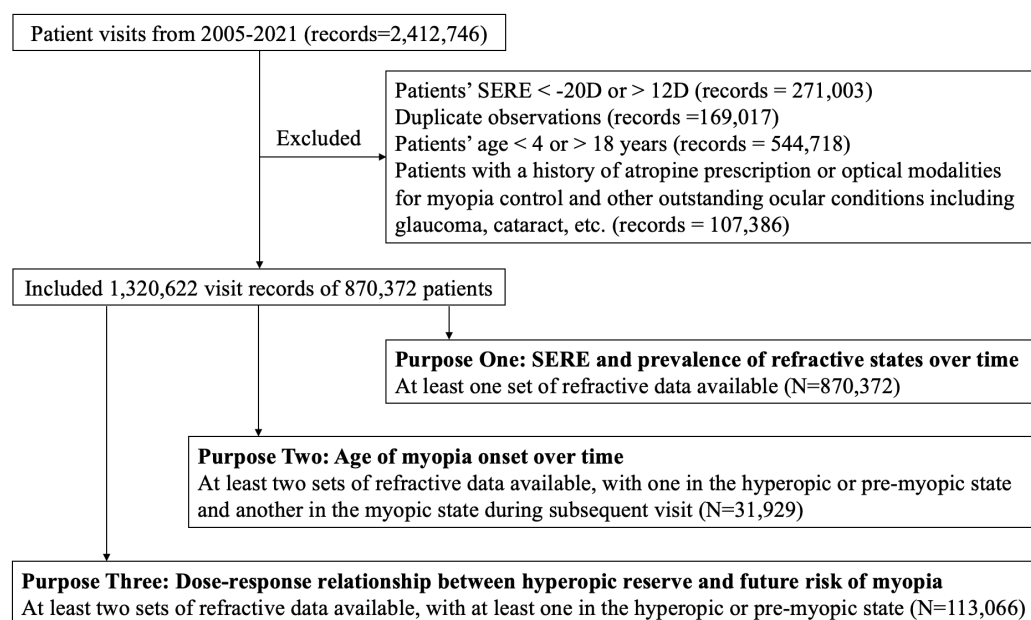 Patient visits from 2005-2021 (records=2,412,746)
Excluded
Patients’ SERE < -20D or > 12D (records = 271,003)
Duplicate observations (records =169,017)
Patients’ age < 4 or > 18 years (records = 544,718)
Patients with a history of atropine prescription or optical modalities
for myopia control and other outstanding ocular conditions including
glaucoma, cataract, etc. (records = 107,386)
Included 1,320,622 visit records of 870,372 patients
Purpose One: SERE and prevalence of refractive states over time
At least one set of refractive data available (N=870,372)
Purpose Two: Age of myopia onset over time
At least two sets of refractive data available, with one in the hyperopic or pre-myopic state
and another in the myopic state during subsequent visit (N=31,929)
Purpose Three: Dose-response relationship between hyperopic reserve and future risk of myopia
At least two sets of refractive data available, with at least one in the hyperopic or pre-myopic state (N=113,066)